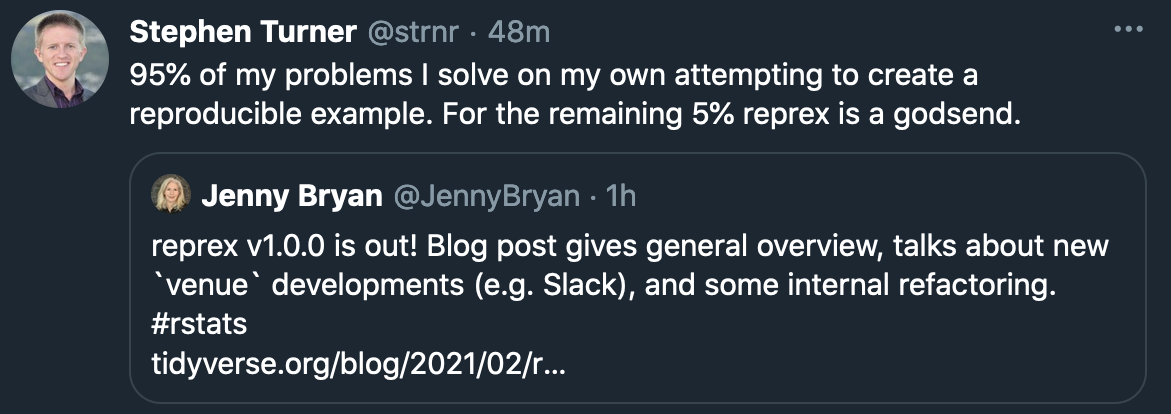 Stephen Turner @strnr · 48m
95% of my problems I solve on my own attempting to create a
reproducible example. For the remaining 5% reprex is a godsend.
Jenny Bryan @JennyBryan · 1h
reprex v1.0.0 is out! Blog post gives general overview, talks about new
`venue` developments (e.g. Slack), and some internal refactoring.
#rstats
tidyverse.org/blog/2021/02/r...